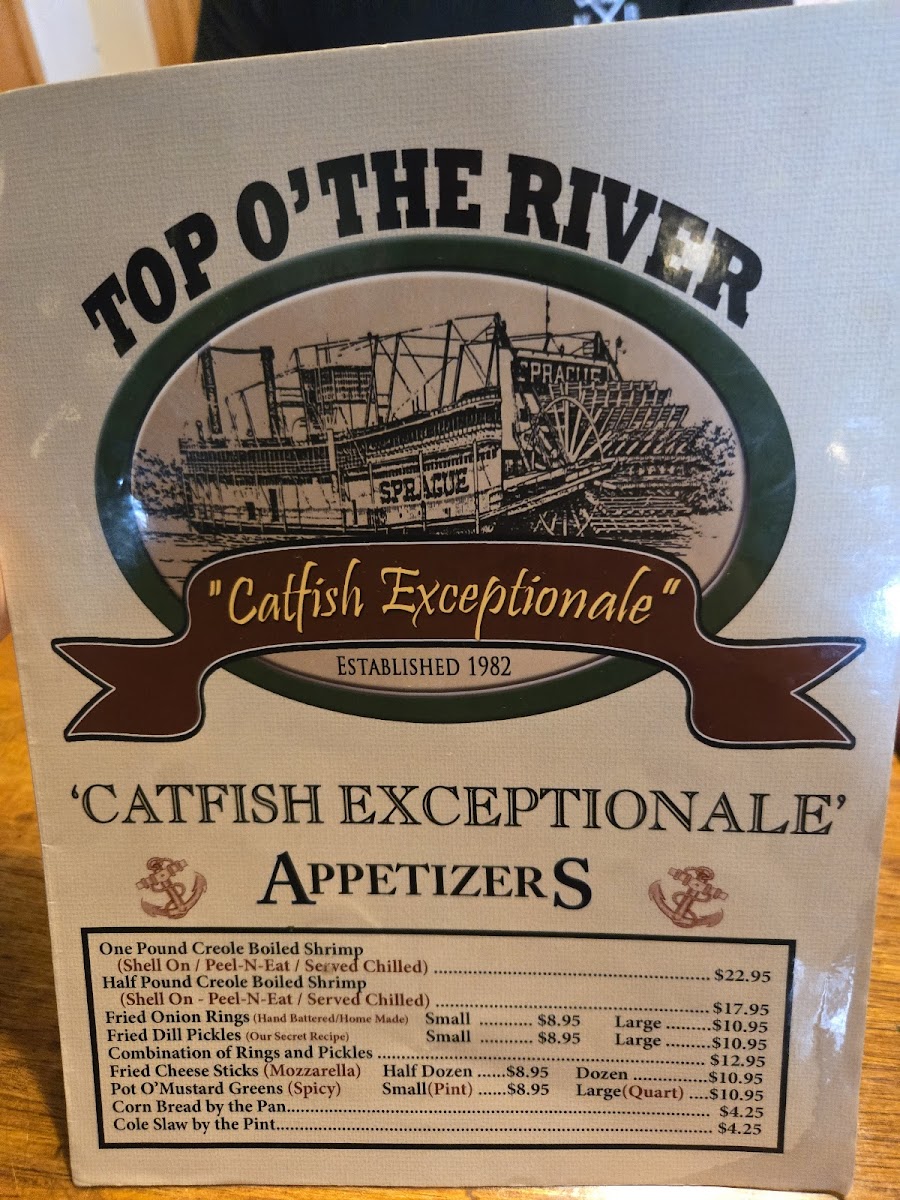 TOP O' THE RIVER
SPRAGUE
SPRAGUE
"Catfish Exceptionale"
ESTABLISHED 1982
'CATFISH EXCEPTIONALE'
APPETIZERS
One Pound Creole Boiled Shrimp
(Shell On / Peel-N-Eat / Served Chilled) .......... $22.95
Half Pound Creole Boiled Shrimp
(Shell On - Peel-N-Eat / Served Chilled) .......... $17.95
Fried Onion Rings (Hand Battered/Home Made) Small .......... $8.95 Large ......... $10.95
Fried Dill Pickles (Our Secret Recipe) Small .......... $8.95 Large ......... $10.95
Combination of Rings and Pickles .......... $12.95
Fried Cheese Sticks (Mozzarella) Half Dozen ......$8.95 Dozen ..........$10.95
Pot O'Mustard Greens (Spicy) Small(Pint) ......$8.95 Large(Quart) ....$10.95
Corn Bread by the Pan.......... $4.25
Cole Slaw by the Pint.......... $4.25